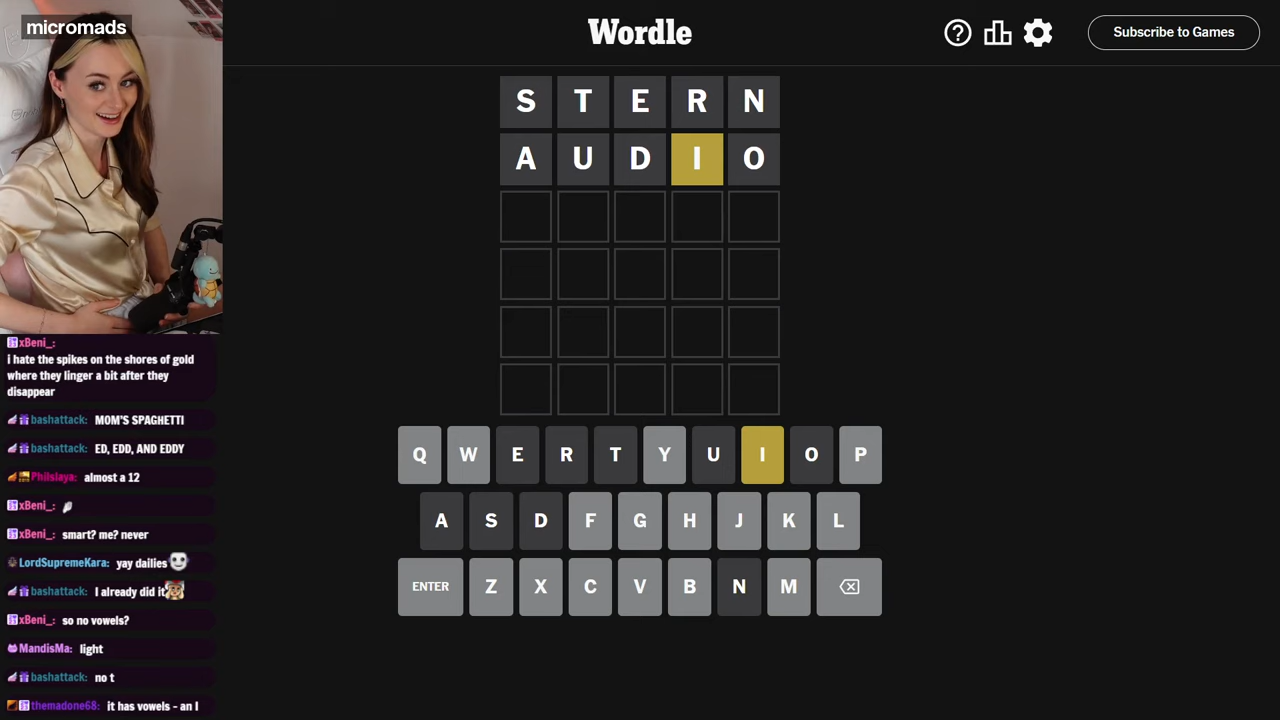 micromads
Wordle
Subscribe to Games
S T E R N
A U D I O
Q W E R T Y U I O P
A S D F G H J K L
ENTER Z X C V B N M
xBeni_:
i hate the spikes on the shores of gold
where they linger a bit after they
disappear
bashattack: MOM'S SPAGHETTI
bashattack: ED, EDD, AND EDDY
Philslaya: almost a 12
xBeni_:
xBeni_: smart? me? never
LordSupremeKara: yay dailies
bashattack: I already did it
xBeni_: so no vowels?
MandisMa: light
bashattack: no t
themadone68: it has vowels - an I